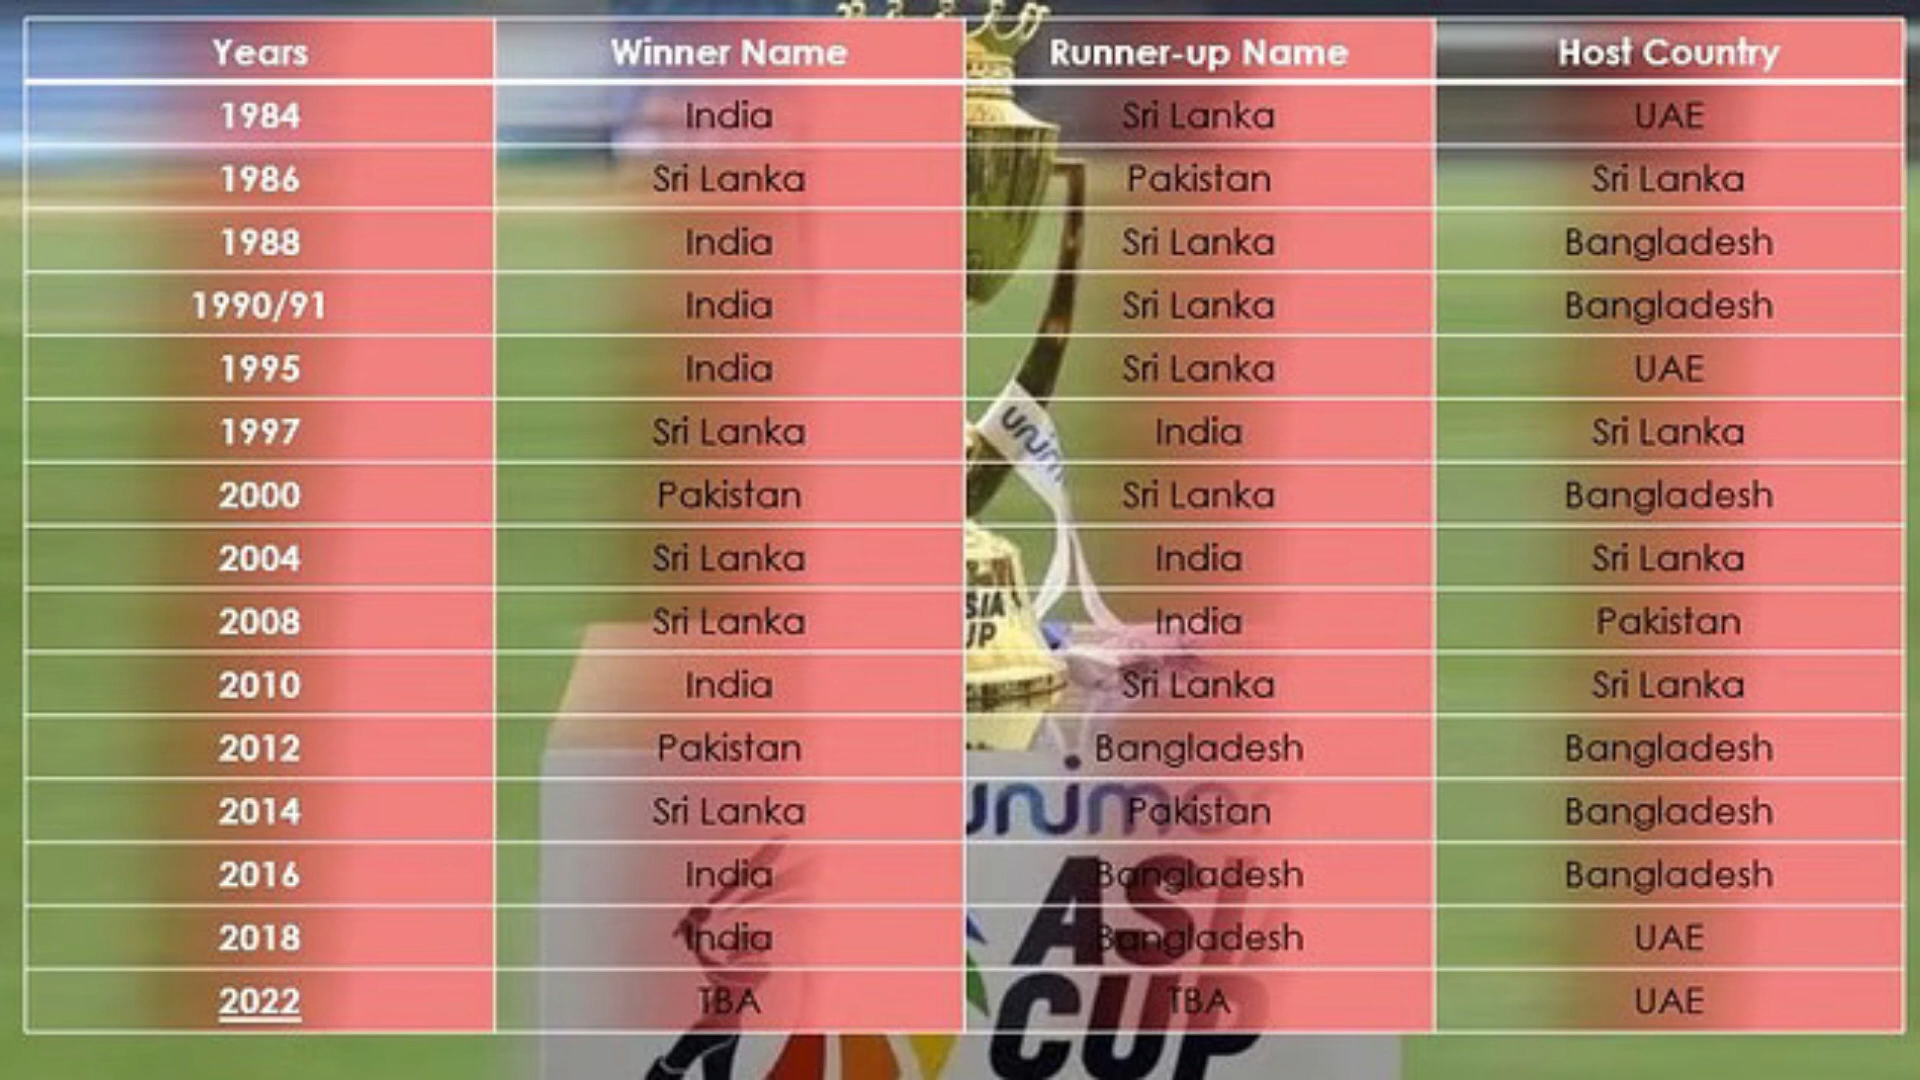 Years Winner Name Runner-up Name Host Country
1984 India Sri Lanka UAE
1986 Sri Lanka Pakistan Sri Lanka
1988 India Sri Lanka Bangladesh
1990/91 India Sri Lanka Bangladesh
1995 India Sri Lanka UAE
1997 Sri Lanka India Sri Lanka
2000 Pakistan Sri Lanka Bangladesh
2004 Sri Lanka India Sri Lanka
2008 Sri Lanka India Pakistan
2010 India Sri Lanka Sri Lanka
2012 Pakistan Bangladesh Bangladesh
2014 Sri Lanka Pakistan Bangladesh
2016 India Bangladesh Bangladesh
2018 India Bangladesh UAE
2022 TBA TBA UAE
CUP